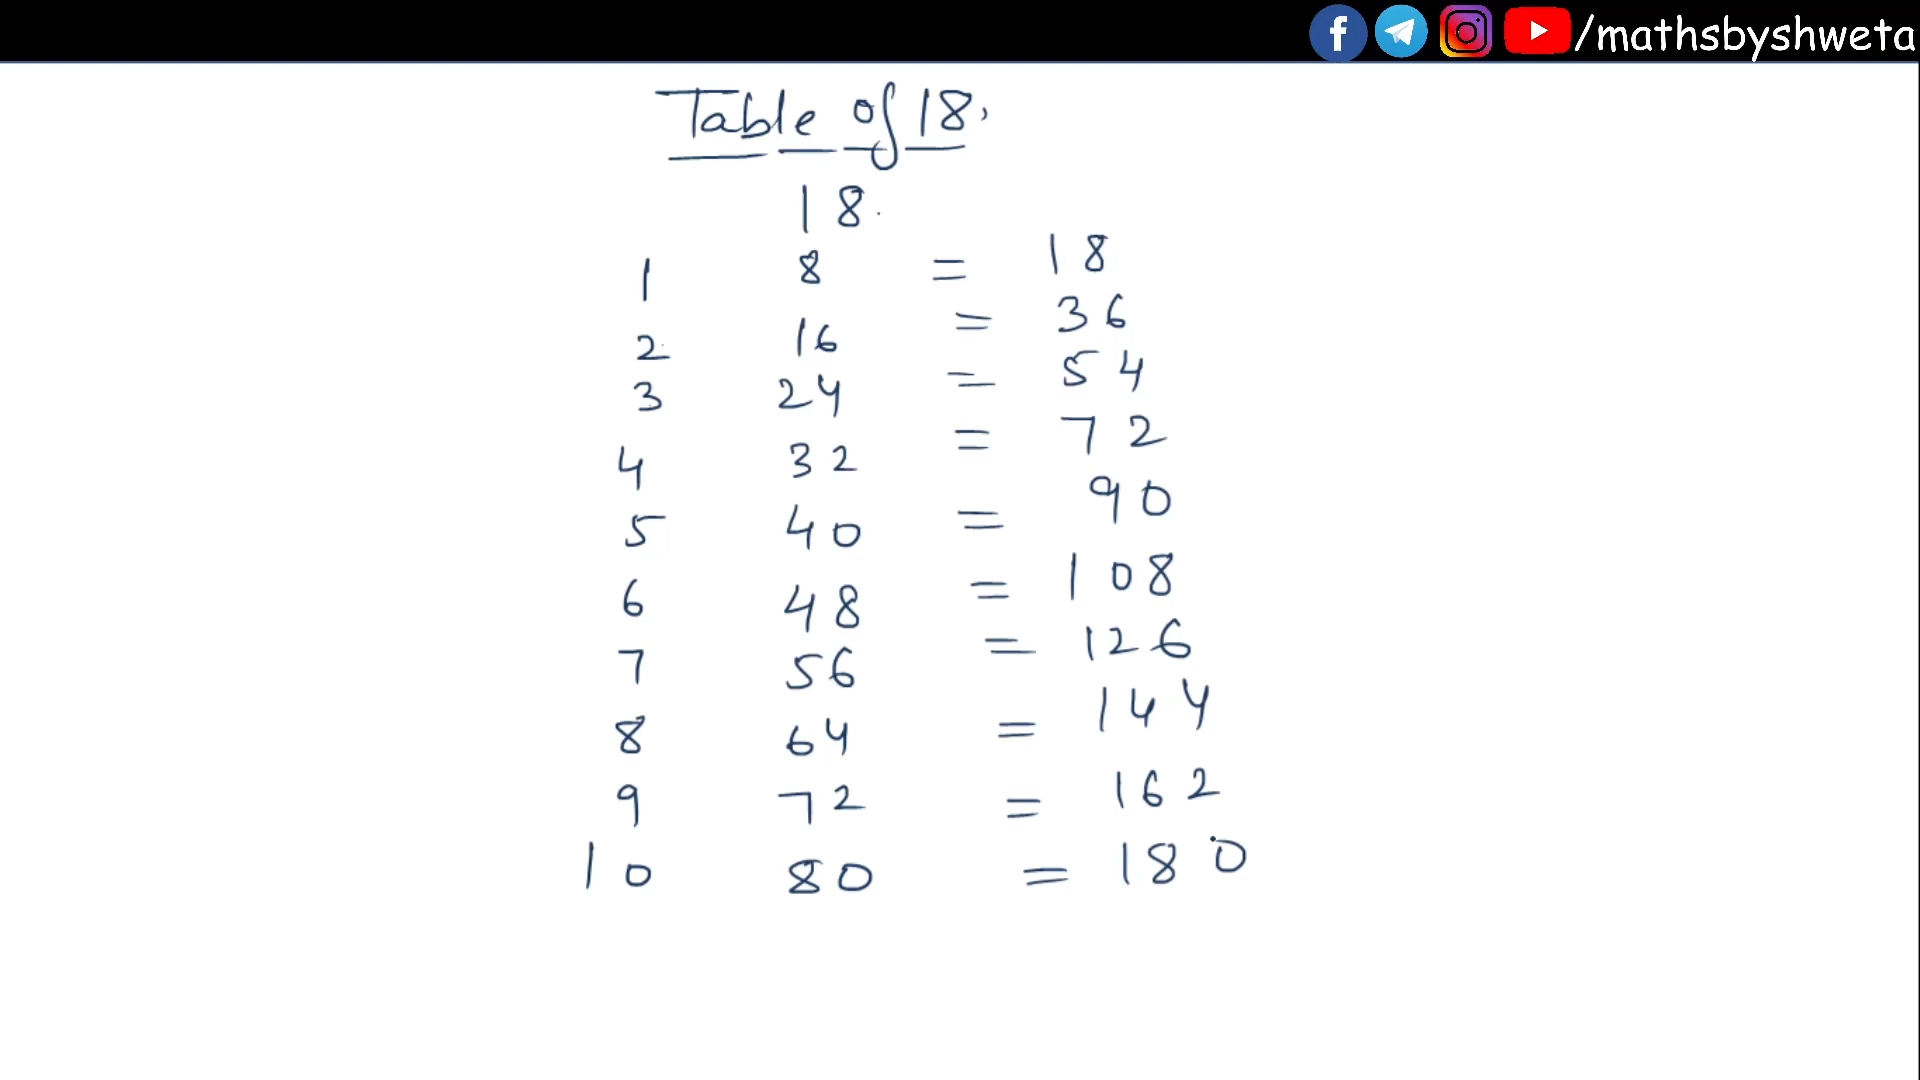 /mathsbyshweta
Table of 18.
18
1 8 = 18
2 16 = 36
3 24 = 54
4 32 = 72
5 40 = 90
6 48 = 108
7 56 = 126
8 64 = 144
9 72 = 162
10 80 = 180